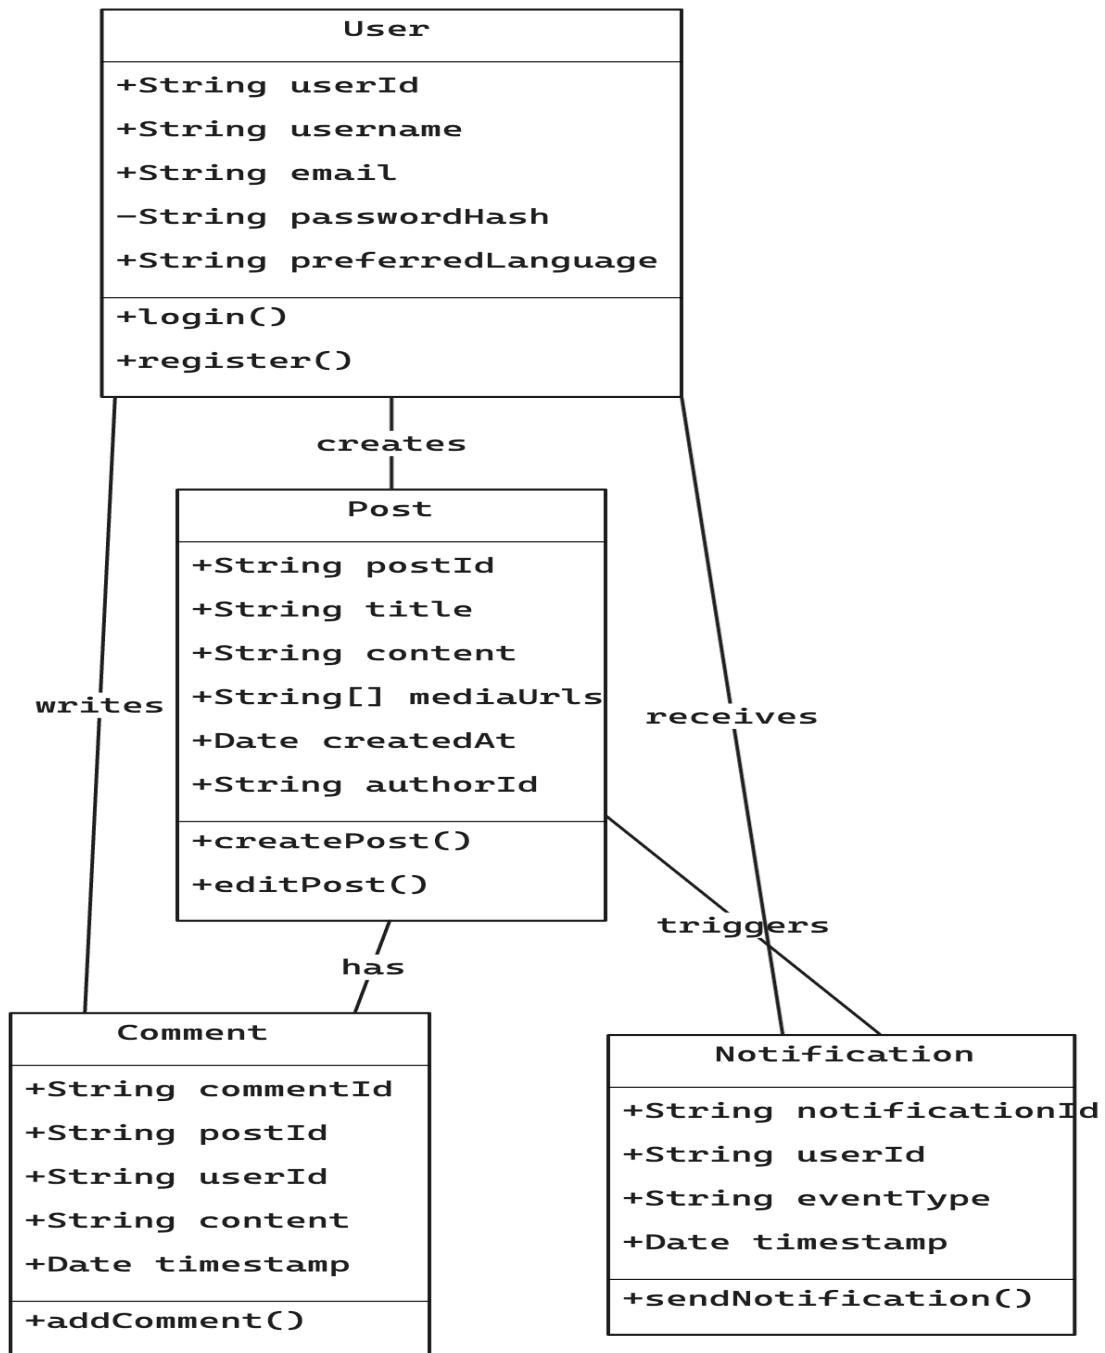 User
+String userId
+String username
+String email
-String passwordHash
+String preferredLanguage
+login()
+register()
creates
Post
+String postId
+String title
+String content
+String[] mediaUrls
+Date createdAt
+String authorId
+createPost()
+editPost()
writes
receives
triggers
has
Comment
+String commentId
+String postId
+String userId
+String content
+Date timestamp
+addComment()
Notification
+String notificationId
+String userId
+String eventType
+Date timestamp
+sendNotification()